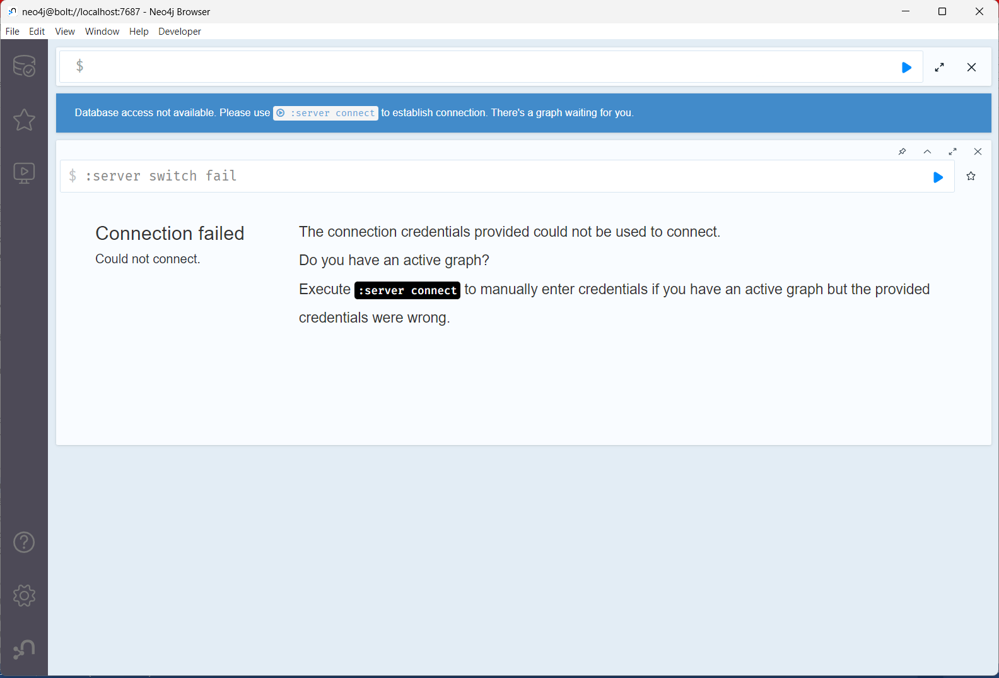 neo4j@bolt://localhost:7687 - Neo4j Browser
File Edit View Window Help Developer
$
Database access not available. Please use :server connect to establish connection. There's a graph waiting for you.
$ :server switch fail
Connection failed
Could not connect.
The connection credentials provided could not be used to connect.
Do you have an active graph?
Execute :server connect to manually enter credentials if you have an active graph but the provided
credentials were wrong.